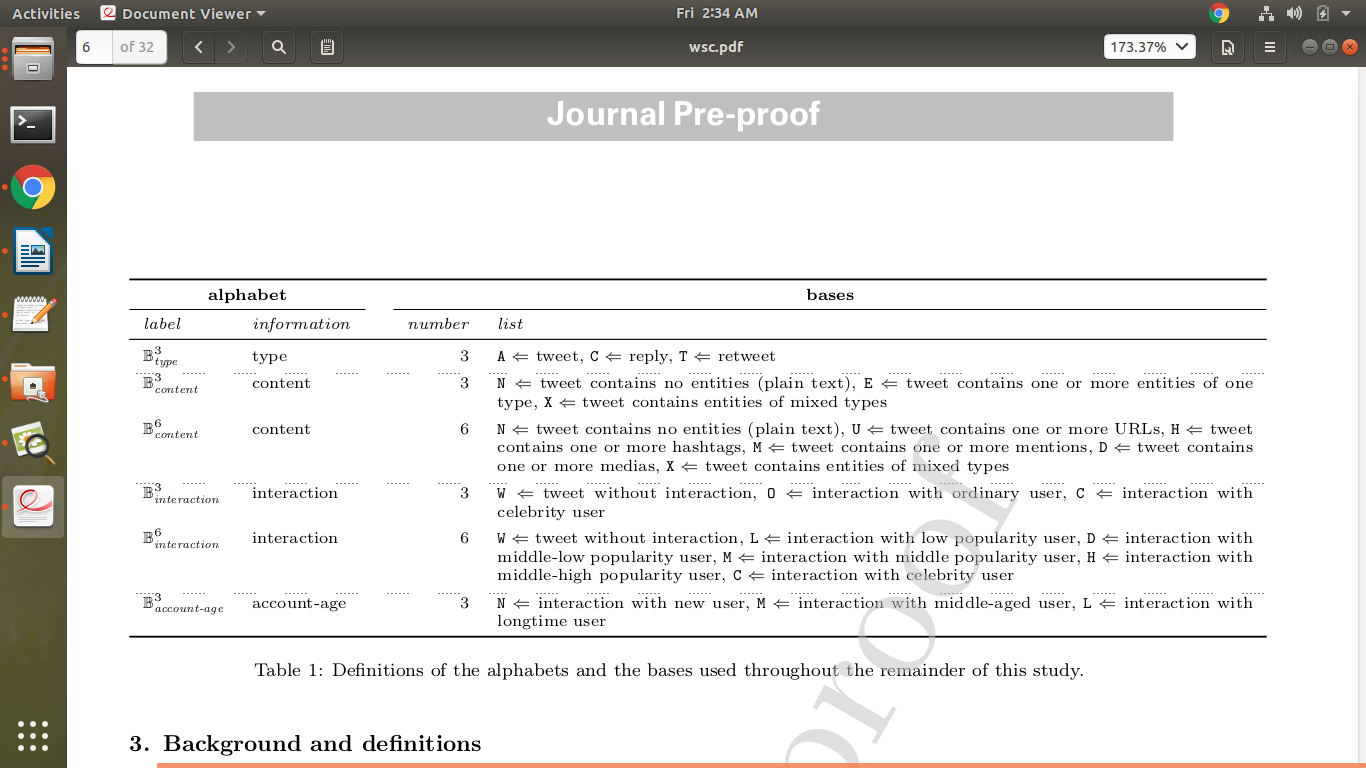 Activities Document Viewer Fri 2:34 AM
6 of 32 wsc.pdf 173.37%
Journal Pre-proof
alphabet bases
label information number list
𝔹³type type 3 A ⇐ tweet, C ⇐ reply, T ⇐ retweet
𝔹³content content 3 N ⇐ tweet contains no entities (plain text), E ⇐ tweet contains one or more entities of one
type, X ⇐ tweet contains entities of mixed types
𝔹⁶content content 6 N ⇐ tweet contains no entities (plain text), U ⇐ tweet contains one or more URLs, H ⇐ tweet
contains one or more hashtags, M ⇐ tweet contains one or more mentions, D ⇐ tweet contains
one or more medias, X ⇐ tweet contains entities of mixed types
𝔹³interaction interaction 3 W ⇐ tweet without interaction, O ⇐ interaction with ordinary user, C ⇐ interaction with
celebrity user
𝔹⁶interaction interaction 6 W ⇐ tweet without interaction, L ⇐ interaction with low popularity user, D ⇐ interaction with
middle-low popularity user, M ⇐ interaction with middle popularity user, H ⇐ interaction with
middle-high popularity user, C ⇐ interaction with celebrity user
𝔹³account-age account-age 3 N ⇐ interaction with new user, M ⇐ interaction with middle-aged user, L ⇐ interaction with
longtime user
Table 1: Definitions of the alphabets and the bases used throughout the remainder of this study.
proof
3. Background and definitions